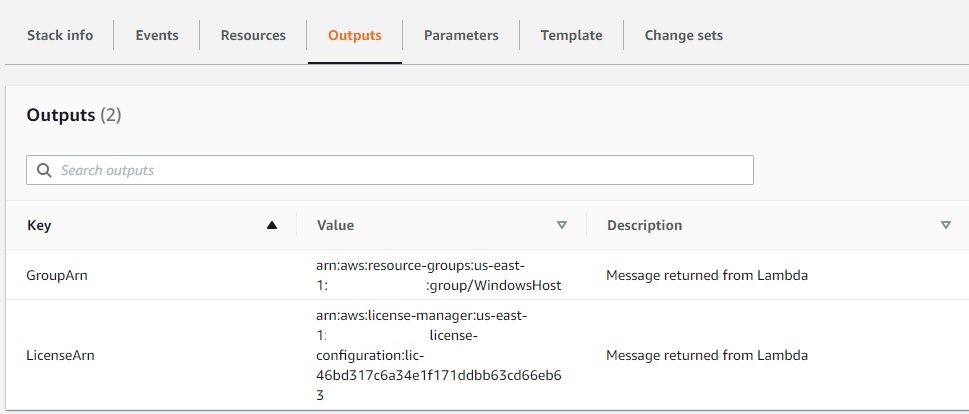 Stack info Events Resources Outputs Parameters Template Change sets
Outputs (2)
Search outputs
Key Value Description
arn:aws:resource-groups:us-east-
GroupArn 1: :group/WindowsHost Message returned from Lambda
arn:aws:license-manager:us-east-
1: license-
LicenseArn configuration:lic- Message returned from Lambda
46bd317c6a34e1f171ddbb63cd66eb6
3